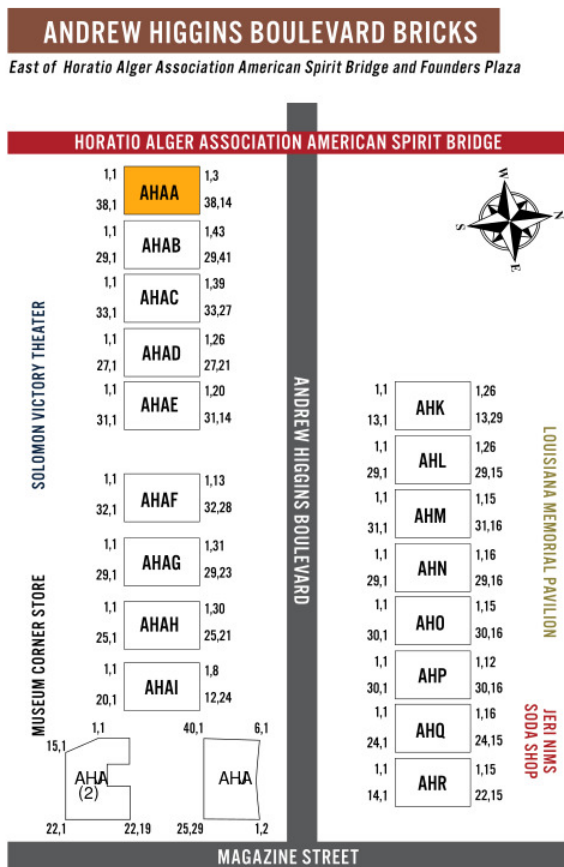 ANDREW HIGGINS BOULEVARD BRICKS
East of Horatio Alger Association American Spirit Bridge and Founders Plaza
HORATIO ALGER ASSOCIATION AMERICAN SPIRIT BRIDGE
W
N
S
E
1,1 AHAA 1,3
38,1 38,14
1,1 AHAB 1,43
29,1 29,41
1,1 AHAC 1,39
33,1 33,27
1,1 AHAD 1,26
27,1 27,21
1,1 AHAE 1,20
31,1 31,14
1,1 AHAF 1,13
32,1 32,28
1,1 AHAG 1,31
29,1 29,23
1,1 AHAH 1,30
25,1 25,21
1,1 AHAI 1,8
20,1 12,24
1,1
15,1
AHA
(2)
22,1 22,19
40,1 6,1
AHA
25,29 1,2
SOLOMON VICTORY THEATER
MUSEUM CORNER STORE
ANDREW HIGGINS BOULEVARD
1,1 AHK 1,26
13,1 13,29
1,1 AHL 1,26
29,1 29,15
1,1 AHM 1,15
31,1 31,16
1,1 AHN 1,16
29,1 29,16
1,1 AHO 1,15
30,1 30,16
1,1 AHP 1,12
30,1 30,16
1,1 AHQ 1,16
24,1 24,15
1,1 AHR 1,15
14,1 22,15
LOUISIANA MEMORIAL PAVILION
JERI NIMS
SODA SHOP
MAGAZINE STREET